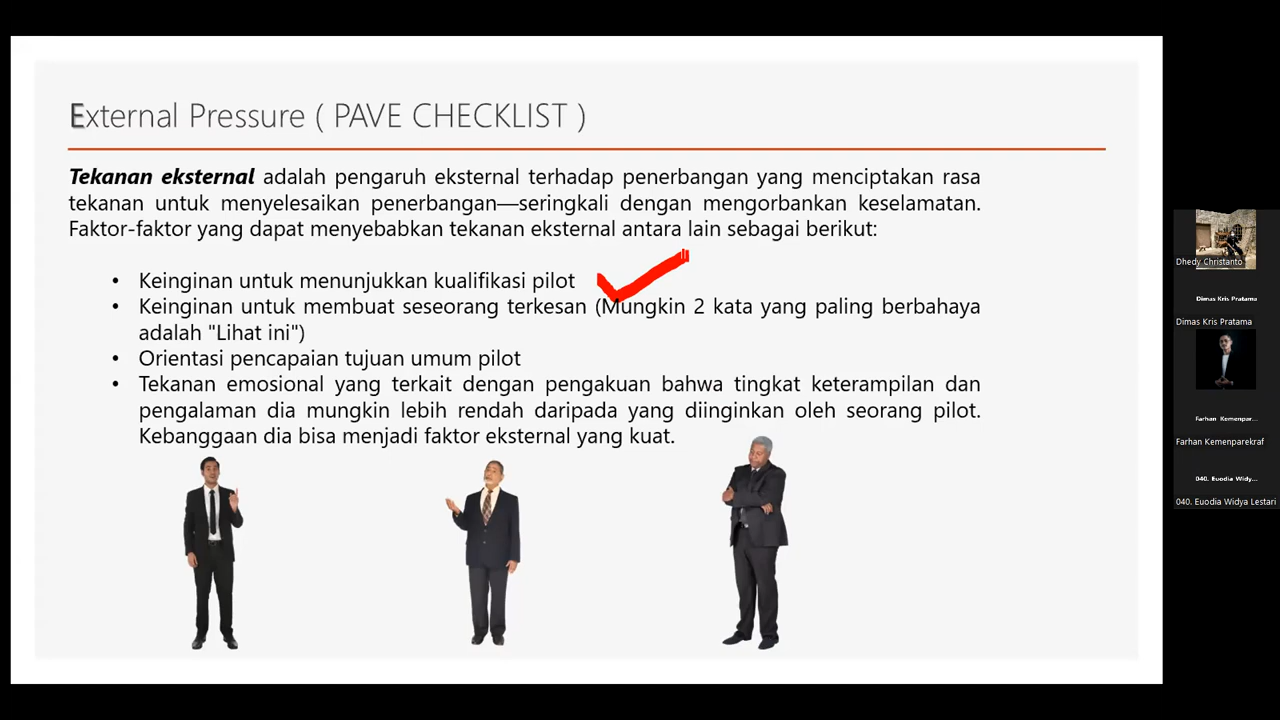 External Pressure ( PAVE CHECKLIST )
Tekanan eksternal adalah pengaruh eksternal terhadap penerbangan yang menciptakan rasa
tekanan untuk menyelesaikan penerbangan—seringkali dengan mengorbankan keselamatan.
Faktor-faktor yang dapat menyebabkan tekanan eksternal antara lain sebagai berikut:
• Keinginan untuk menunjukkan kualifikasi pilot
• Keinginan untuk membuat seseorang terkesan (Mungkin 2 kata yang paling berbahaya
adalah "Lihat ini")
• Orientasi pencapaian tujuan umum pilot
• Tekanan emosional yang terkait dengan pengakuan bahwa tingkat keterampilan dan
pengalaman dia mungkin lebih rendah daripada yang diinginkan oleh seorang pilot.
Kebanggaan dia bisa menjadi faktor eksternal yang kuat.
Dhedy Christanto
Dimas Kris Pratama
Dimas Kris Pratama
Farhan Kemenpar...
Farhan Kemenparekraf
040. Euodia Widy...
040. Euodia Widya Lestari